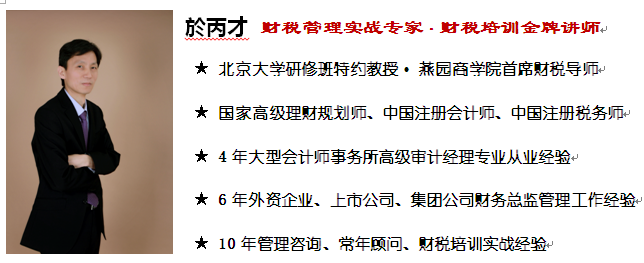 於丙才 财税管理实战专家·财税培训金牌讲师
★ 北京大学研修班特约教授·燕园商学院首席财税导师
★ 国家高级理财规划师、中国注册会计师、中国注册税务师
★ 4 年大型会计师事务所高级审计经理专业从业经验
★ 6 年外资企业、上市公司、集团公司财务总监管理工作经验
★ 10 年管理咨询、常年顾问、财税培训实战经验